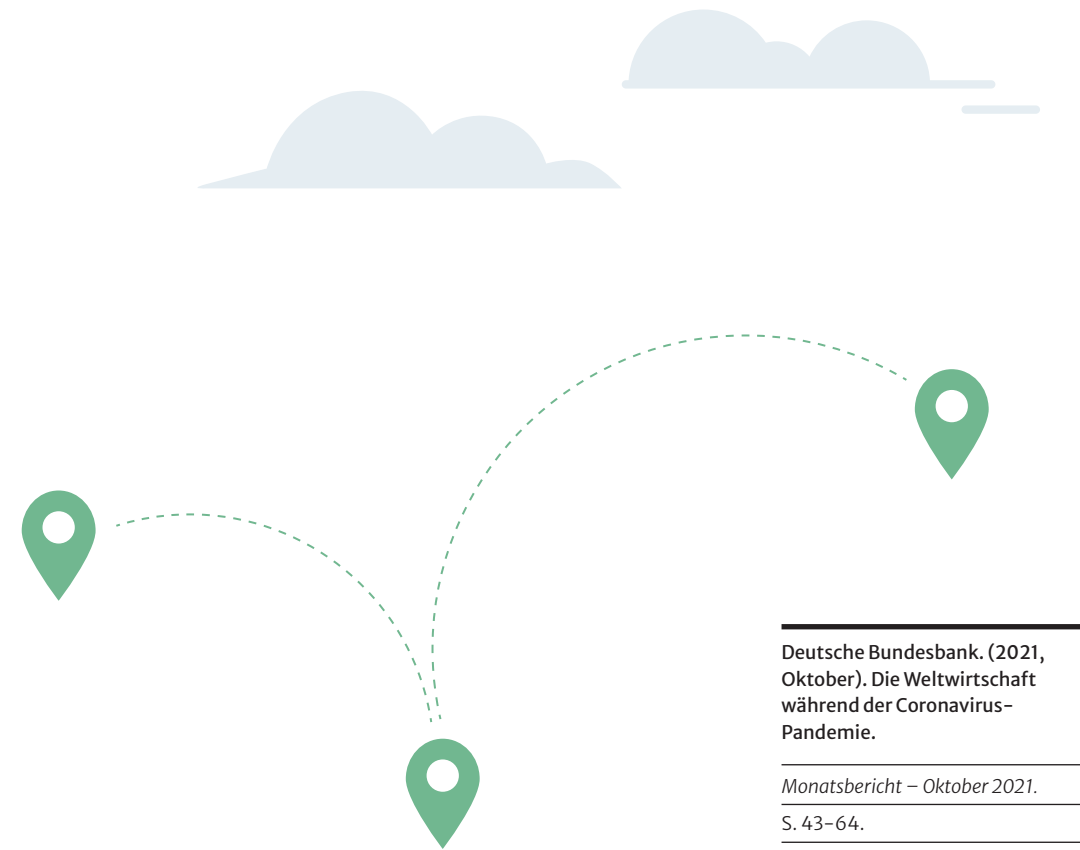 Deutsche Bundesbank. (2021,
Oktober). Die Weltwirtschaft
während der Coronavirus-
Pandemie.
Monatsbericht – Oktober 2021.
S. 43-64.